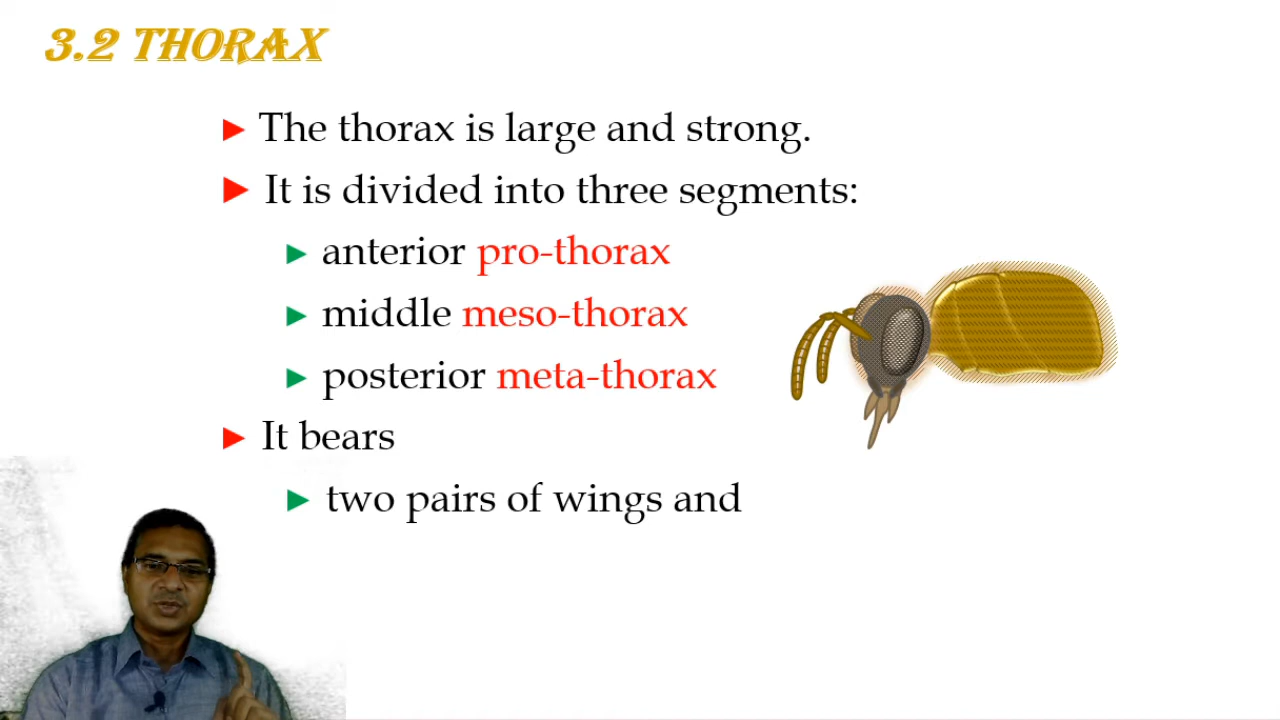 3.2 THORAX
The thorax is large and strong.
It is divided into three segments:
anterior pro-thorax
middle meso-thorax
posterior meta-thorax
It bears
two pairs of wings and